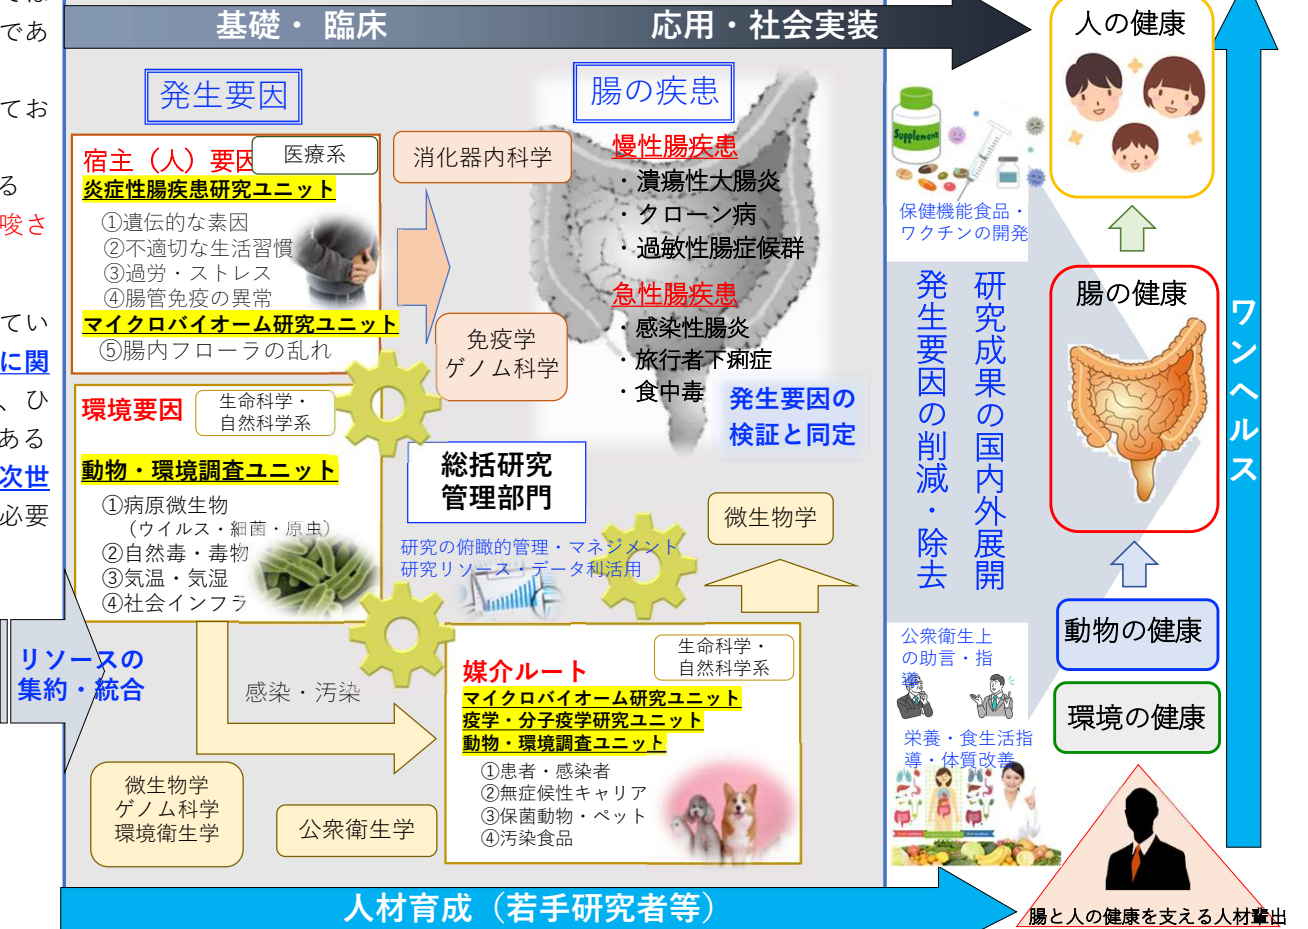 であ
てお
る
唆さ
てい
に関
、ひ
ある
次世
必要
リソースの
集約・統合
基礎・ 臨床
応用・社会実装
発生要因
宿主（人）要因
医療系
炎症性腸疾患研究ユニット
①遺伝的な素因
②不適切な生活習慣
③過労・ストレス
④腸管免疫の異常
マイクロバイオーム研究ユニット
⑤腸内フローラの乱れ
環境要因
生命科学・
自然科学系
動物・環境調査ユニット
①病原微生物
（ウイルス・細菌・原虫）
②自然毒・毒物
③気温・気湿
④社会インフラ
消化器内科学
免疫学
ゲノム科学
腸の疾患
慢性腸疾患
・潰瘍性大腸炎
・クローン病
・過敏性腸症候群
急性腸疾患
・感染性腸炎
・旅行者下痢症
・食中毒
発生要因の
検証と同定
総括研究
管理部門
研究の俯瞰的管理・マネジメント
研究リソース・データ利活用
微生物学
感染・汚染
媒介ルート
生命科学・
自然科学系
マイクロバイオーム研究ユニット
疫学・分子疫学研究ユニット
動物・環境調査ユニット
①患者・感染者
②無症候性キャリア
③保菌動物・ペット
④汚染食品
微生物学
ゲノム科学
環境衛生学
公衆衛生学
人材育成（若手研究者等）
Supplement
保健機能食品・
ワクチンの開発
研究成果の国内外展開
発生要因の削減・除去
公衆衛生上
の助言・指
導
栄養・食生活指
導・体質改善
人の健康
腸の健康
動物の健康
環境の健康
ワンヘルス
腸と人の健康を支える人材輩出